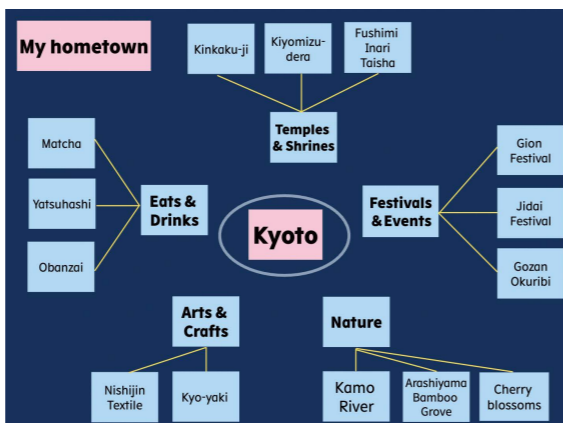 My hometown
Kinkaku-ji
Kiyomizu-
dera
Fushimi
Inari
Taisha
Temples
& Shrines
Matcha
Yatsuhashi
Obanzai
Eats &
Drinks
Kyoto
Festivals
& Events
Gion
Festival
Jidai
Festival
Gozan
Okuribi
Arts &
Crafts
Nishijin
Textile
Kyo-yaki
Nature
Kamo
River
Arashiyama
Bamboo
Grove
Cherry
blossoms